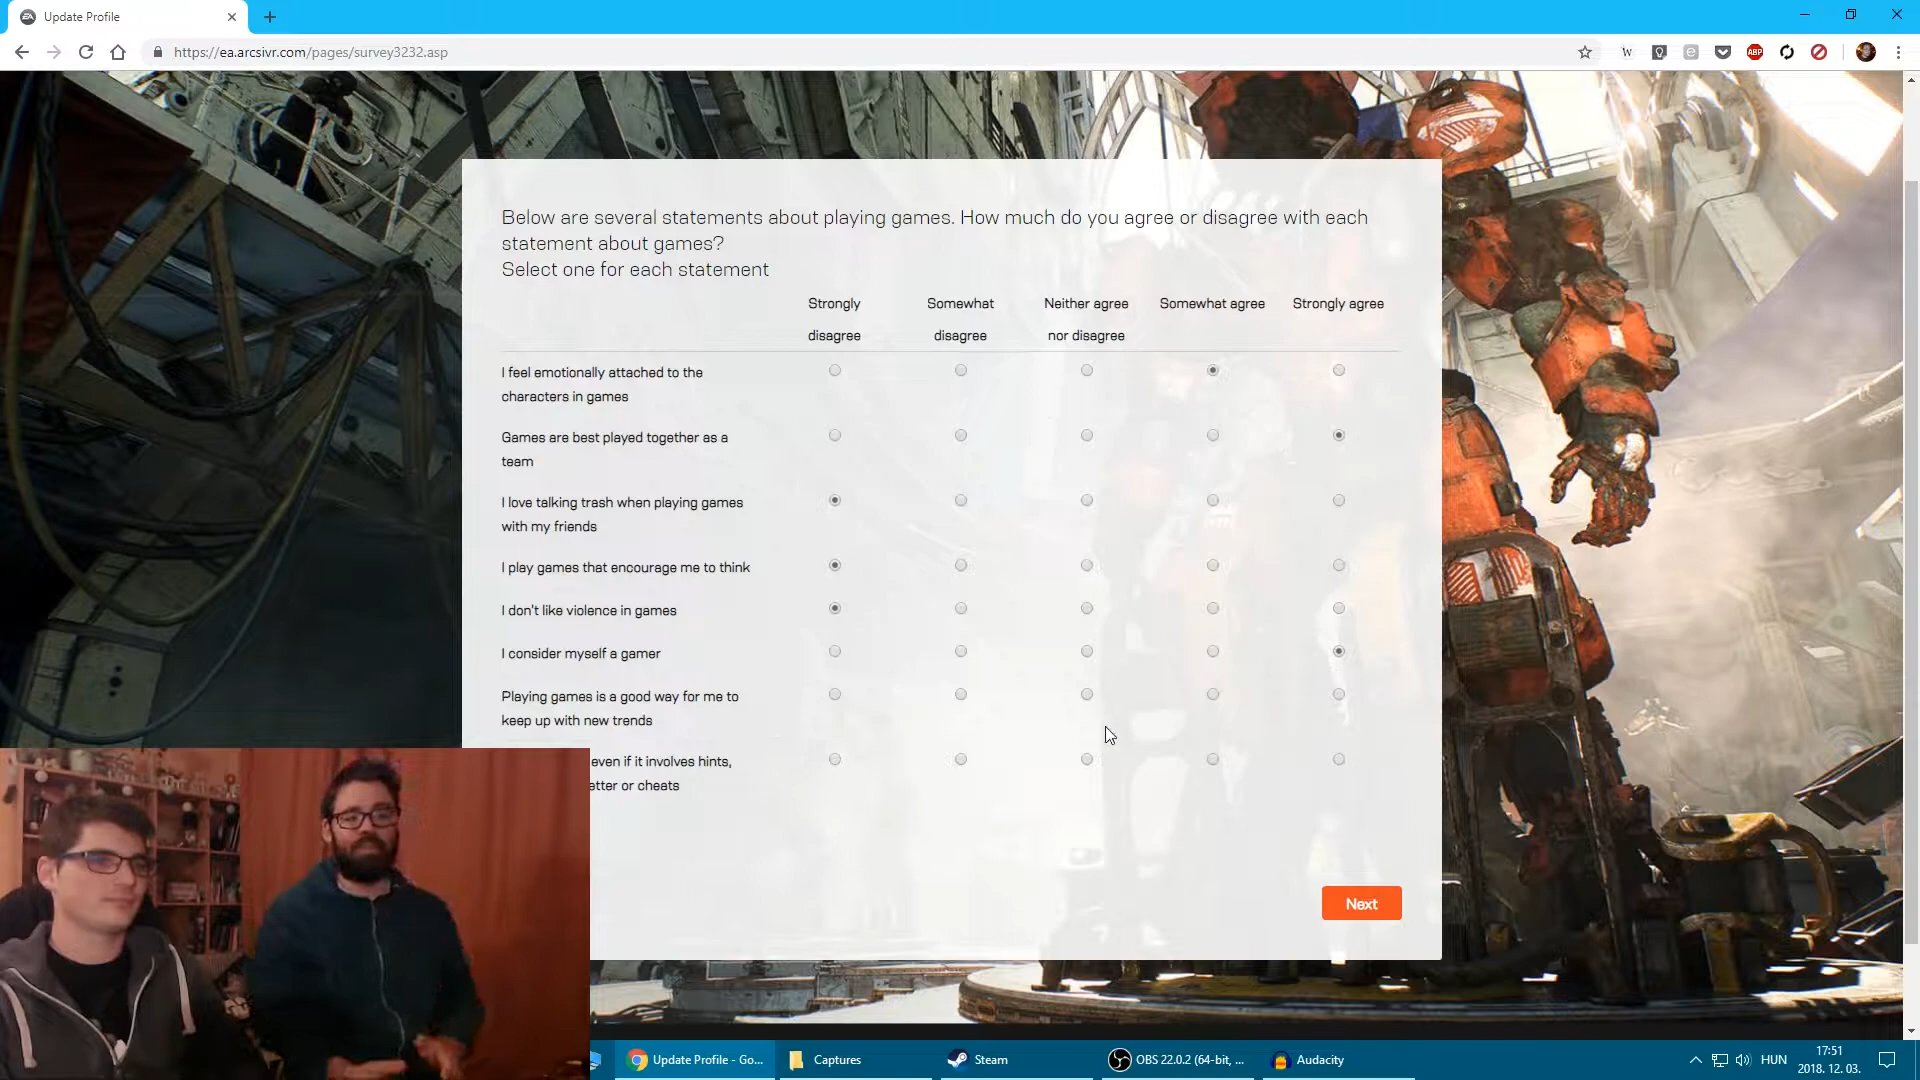 Update Profile
https://ea.arcsivr.com/pages/survey3232.asp
W
ABP
Below are several statements about playing games. How much do you agree or disagree with each
statement about games?
Select one for each statement
Strongly disagree
Somewhat disagree
Neither agree nor disagree
Somewhat agree
Strongly agree
I feel emotionally attached to the
characters in games
Games are best played together as a
team
I love talking trash when playing games
with my friends
I play games that encourage me to think
I don't like violence in games
I consider myself a gamer
Playing games is a good way for me to
keep up with new trends
even if it involves hints,
or cheats
Next
Update Profile - Go...
Captures
Steam
OBS 22.0.2 (64-bit, ...
Audacity
HUN
17:51
2018. 12. 03.